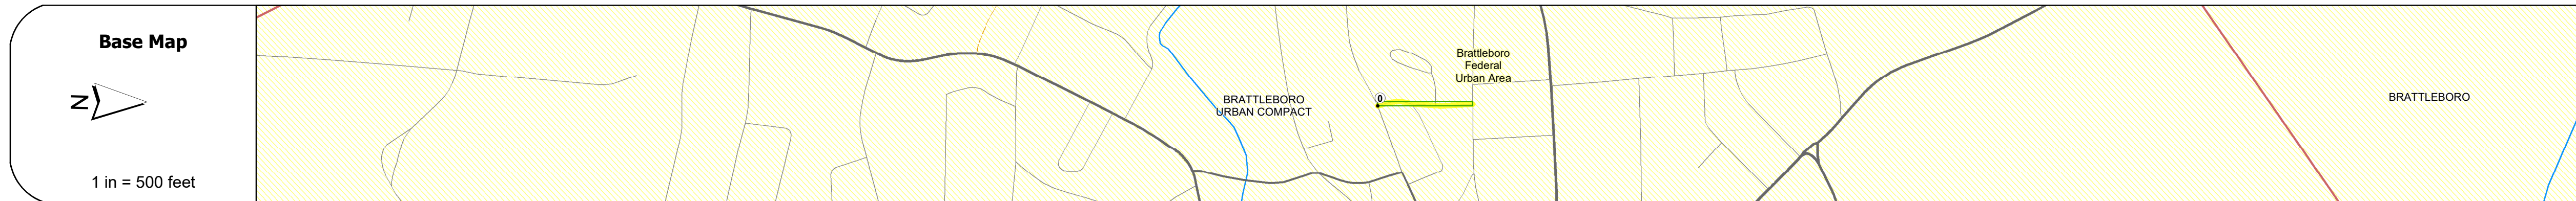 Base Map
N
1 in = 500 feet
BRATTLEBORO
URBAN COMPACT
0
Brattleboro
Federal
Urban Area
BRATTLEBORO